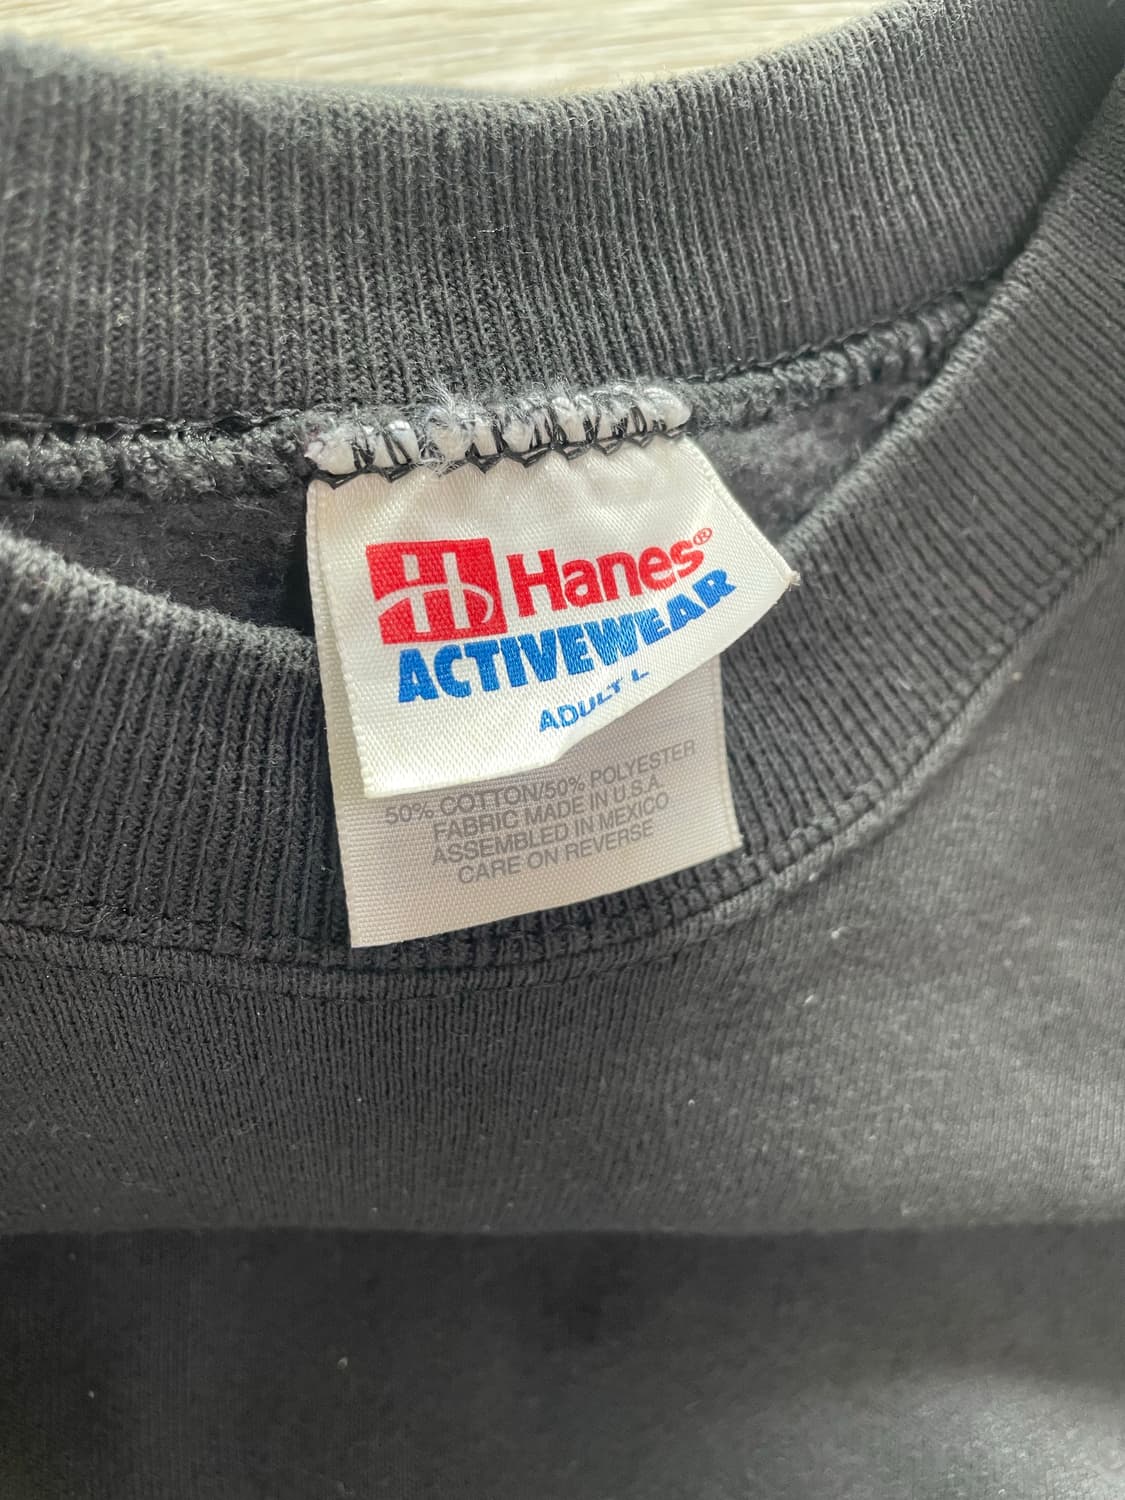 H Hanes®
ACTIVEWEAR
ADULT L
50% COTTON/50% POLYESTER
FABRIC MADE IN U.S.A
ASSEMBLED IN MEXICO
CARE ON REVERSE